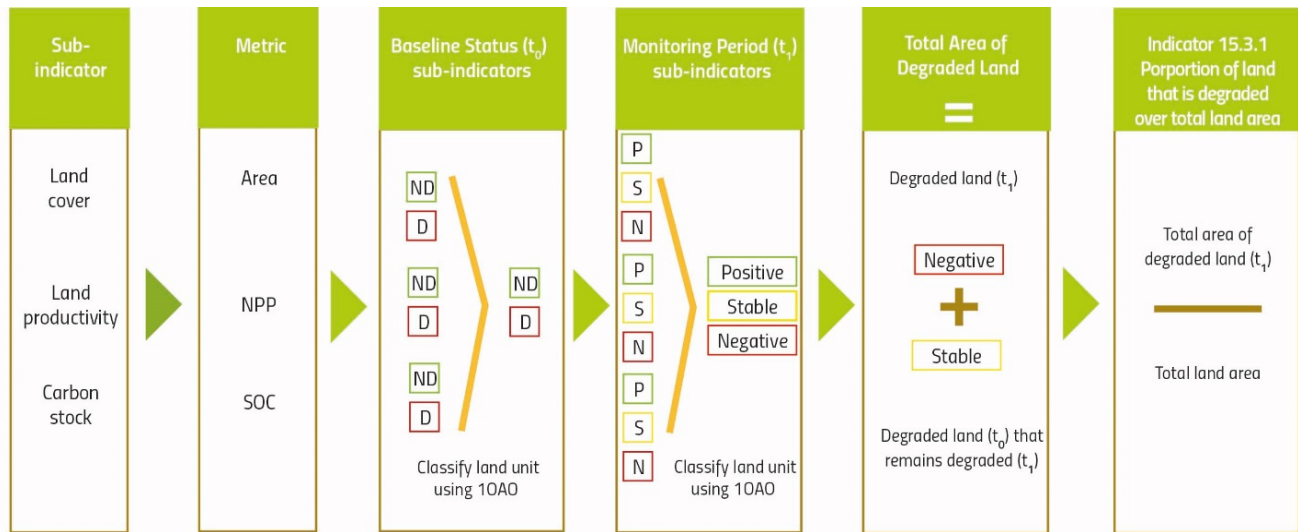 Sub-
indicator
Land
cover
Land
productivity
Carbon
stock
Metric
Area
NPP
SOC
Baseline Status (t₀)
sub-indicators
ND
D
ND
D
ND
D
ND
D
Classify land unit
using 1OAO
Monitoring Period (t₁)
sub-indicators
P
S
N
P
S
N
P
S
N
Positive
Stable
Negative
Classify land unit
using 1OAO
Total Area of
Degraded Land
=
Degraded land (t₁)
Negative
+
Stable
Degraded land (t₀) that
remains degraded (t₁)
Indicator 15.3.1
Porportion of land
that is degraded
over total land area
Total area of
degraded land (t₁)
Total land area